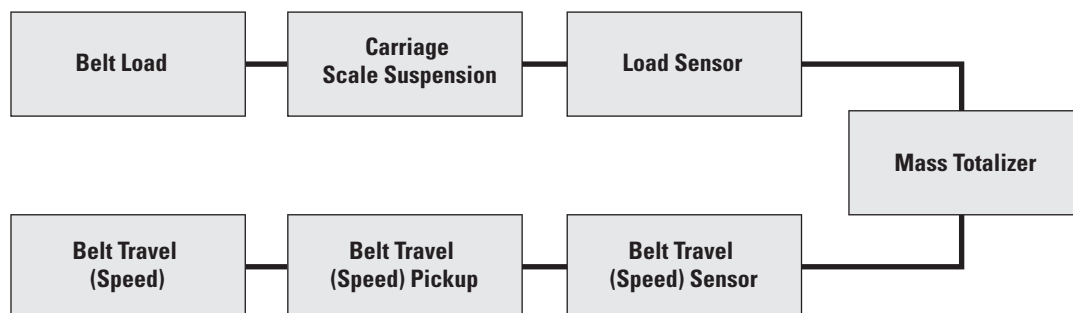 Belt Load
Carriage
Scale Suspension
Load Sensor
Mass Totalizer
Belt Travel
(Speed)
Belt Travel
(Speed) Pickup
Belt Travel
(Speed) Sensor